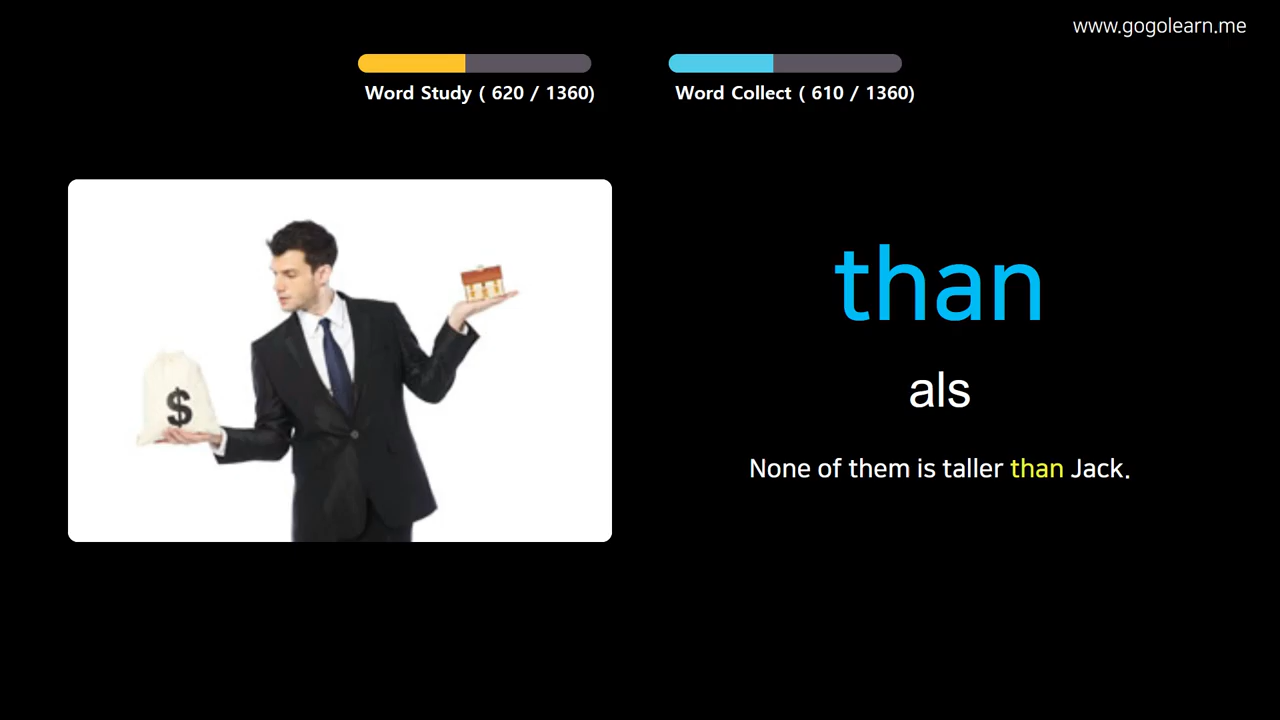 www.gogolearn.me
Word Study ( 620 / 1360)
Word Collect ( 610 / 1360)
$
than
als
None of them is taller than Jack.